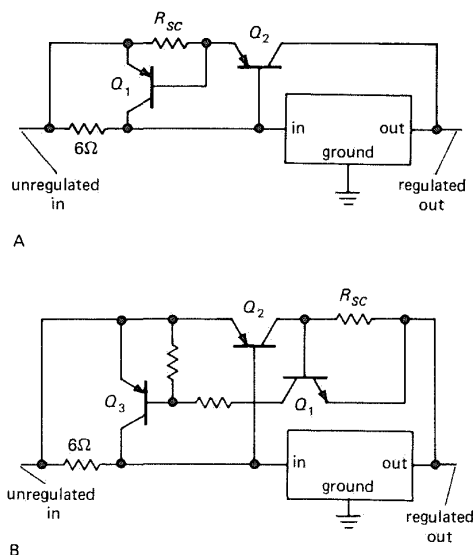 R_SC
Q_2
Q_1
6Ω
in
out
ground
unregulated
in
regulated
out
A
Q_2
R_SC
Q_3
Q_1
6Ω
in
out
ground
unregulated
in
regulated
out
B